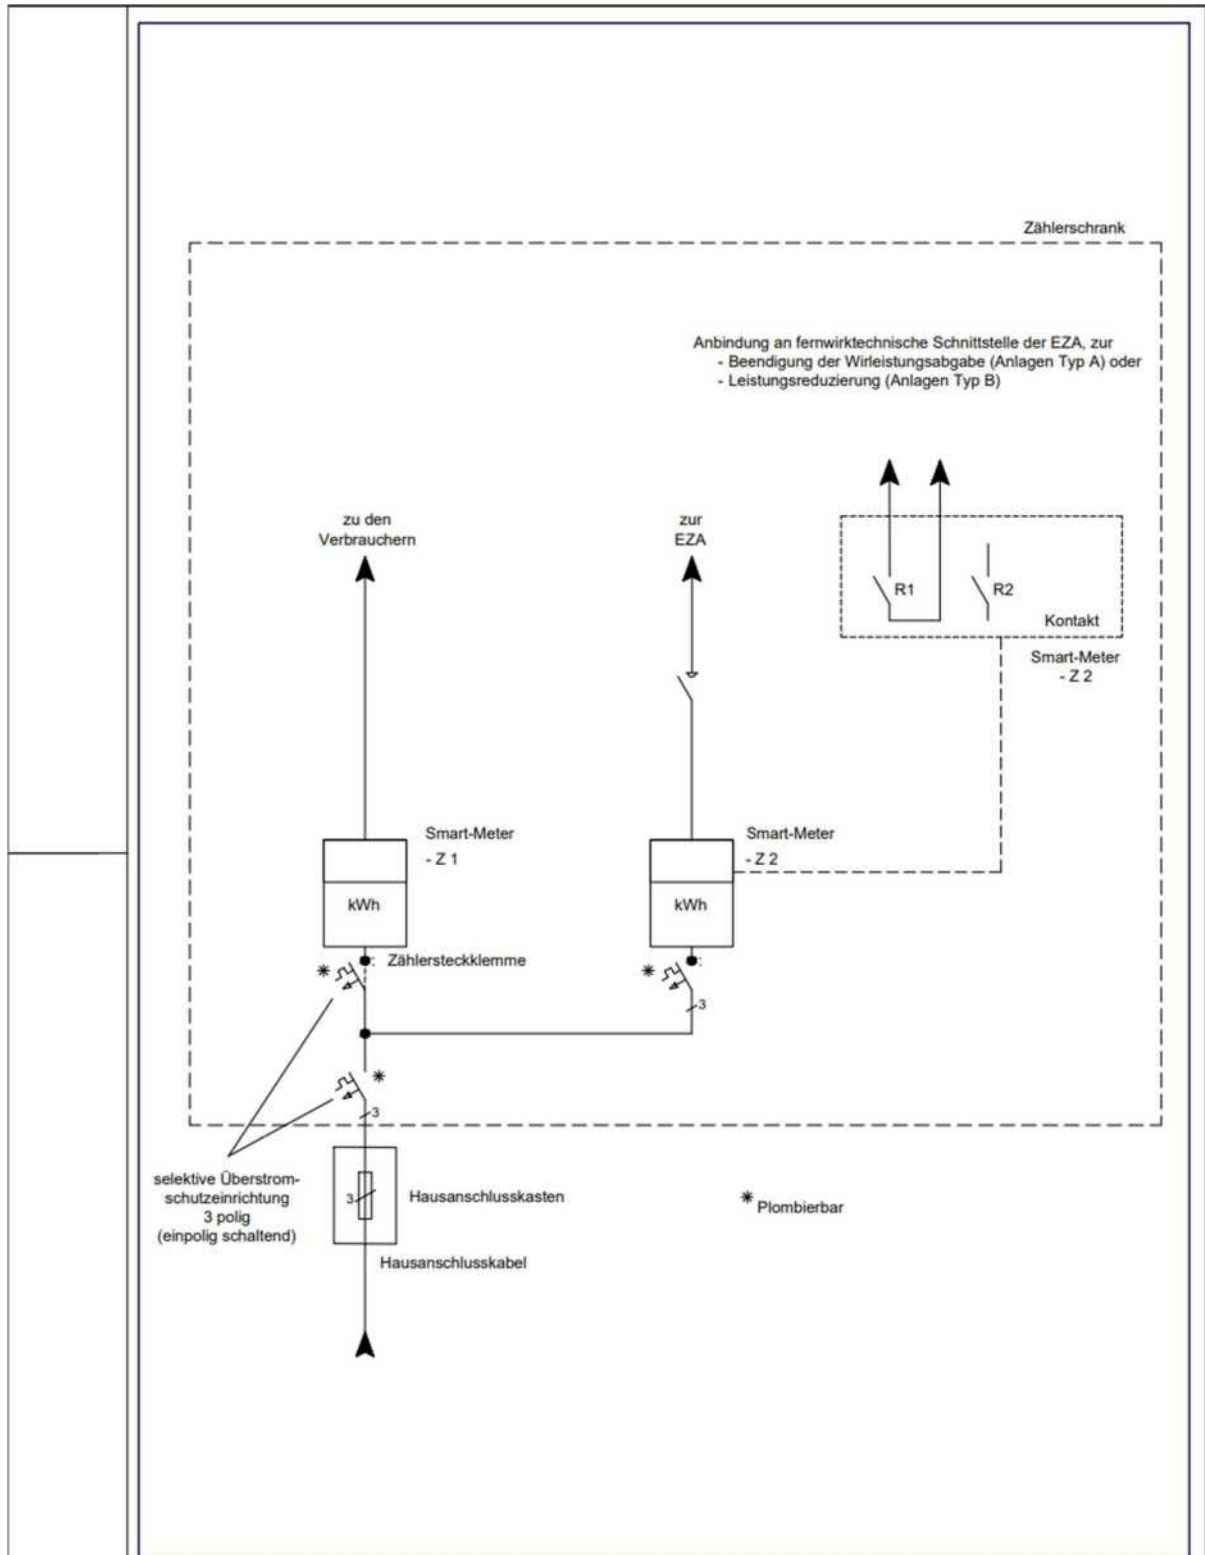 Zählerschrank
Anbindung an fernwirktechnische Schnittstelle der EZA, zur
- Beendigung der Wirleistungsabgabe (Anlagen Typ A) oder
- Leistungsreduzierung (Anlagen Typ B)
zu den
Verbrauchern
zur
EZA
R1
R2
Kontakt
Smart-Meter
- Z 2
Smart-Meter
- Z 1
kWh
Smart-Meter
- Z 2
kWh
* : Zählersteckklemme
* :
3
*
3
selektive Überstrom-
schutzeinrichtung
3 polig
(einpolig schaltend)
3
Hausanschlusskasten
* Plombierbar
Hausanschlusskabel